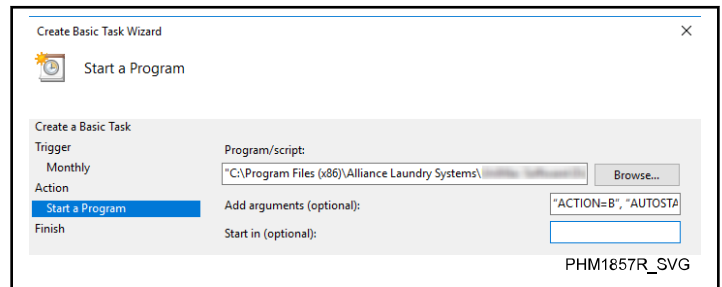 Create Basic Task Wizard
Start a Program
Create a Basic Task
Trigger
Monthly
Action
Start a Program
Finish
Program/script:
"C:\Program Files (x86)\Alliance Laundry Systems\
Browse...
Add arguments (optional):
"ACTION=B", "AUTOSTA
Start in (optional):
PHM1857R_SVG